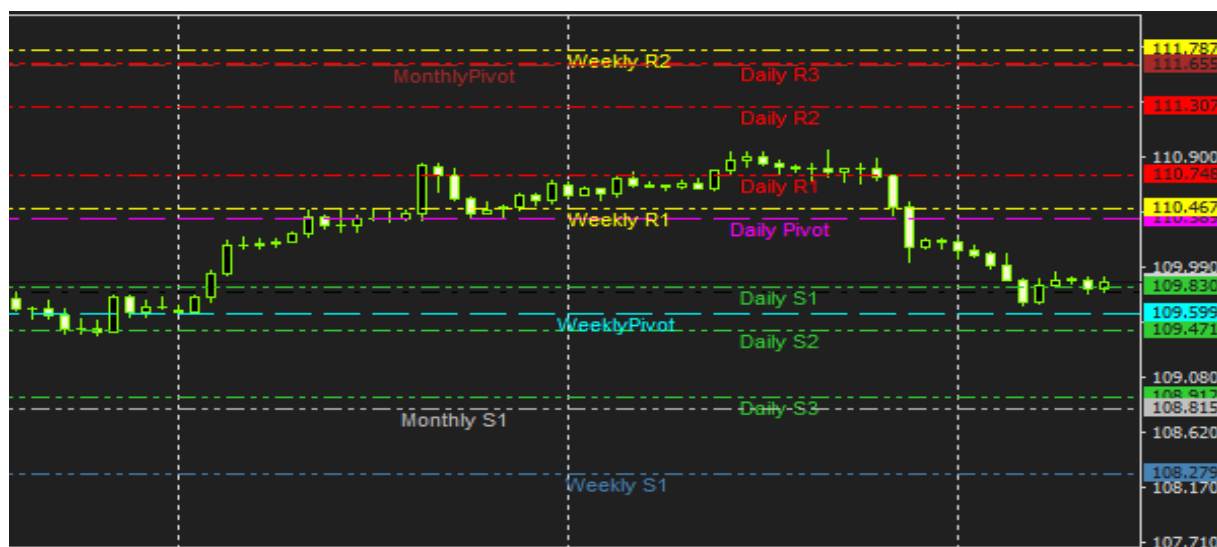 111.787
Weekly R2
111.655
MonthlyPivot
Daily R3
111.307
Daily R2
110.900
110.748
Daily R1
110.467
Weekly R1
Daily Pivot
109.990
109.830
Daily S1
109.599
WeeklyPivot
109.471
Daily S2
109.080
108.917
Daily S3
108.815
Monthly S1
108.620
108.279
Weekly S1
108.170
107.710